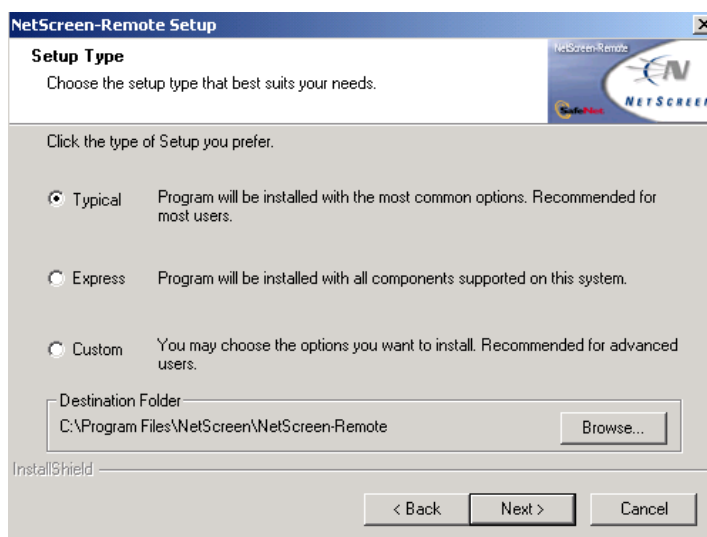 NetScreen-Remote Setup
Setup Type
Choose the setup type that best suits your needs.
NetScreen-Remote
NETSCREEN
SafeNet
Click the type of Setup you prefer.
Typical
Program will be installed with the most common options. Recommended for
most users.
Express
Program will be installed with all components supported on this system.
Custom
You may choose the options you want to install. Recommended for advanced
users.
Destination Folder
C:\Program Files\NetScreen\NetScreen-Remote
Browse...
InstallShield
< Back
Next >
Cancel